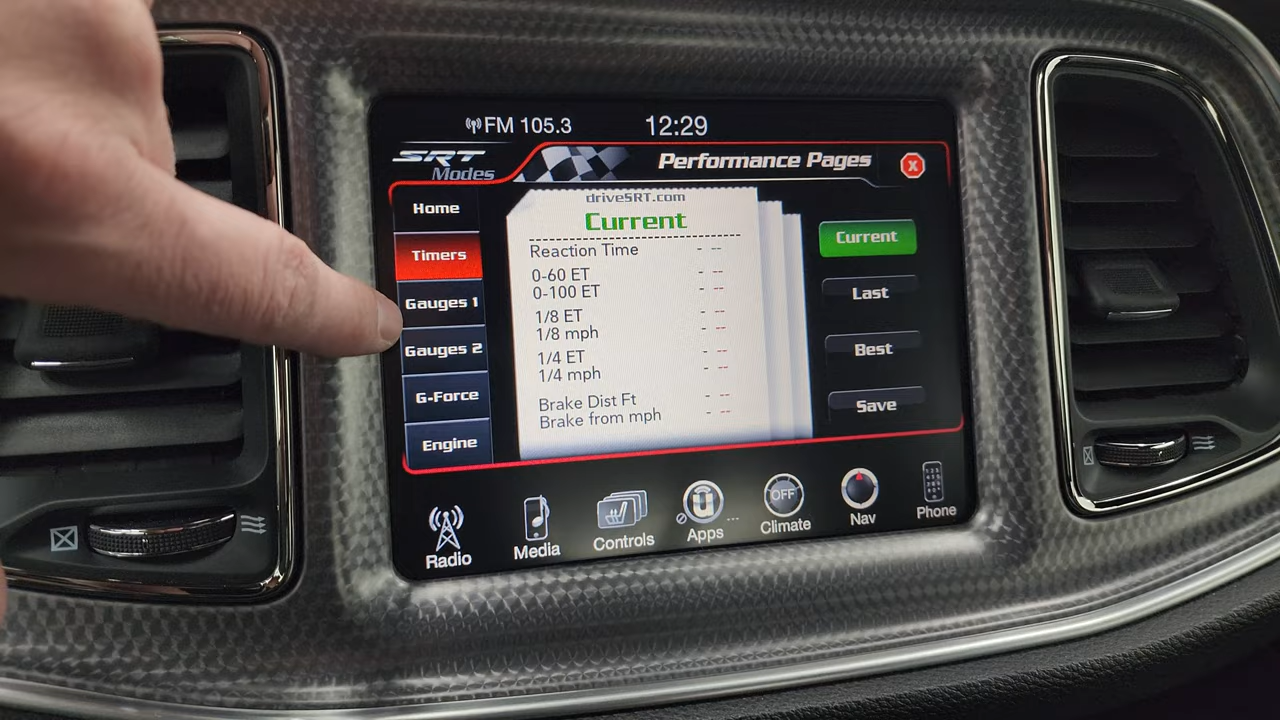 FM 105.3 12:29
SRT
Modes
Performance Pages X
Home
Timers
Gauges 1
Gauges 2
G-Force
Engine
driveSRT.com
Current
Reaction Time - --
0-60 ET - --
0-100 ET - --
1/8 ET - --
1/8 mph - --
1/4 ET - --
1/4 mph - --
Brake Dist Ft - --
Brake from mph - --
Current
Last
Best
Save
OFF
Radio Media Controls Apps ... Climate Nav Phone